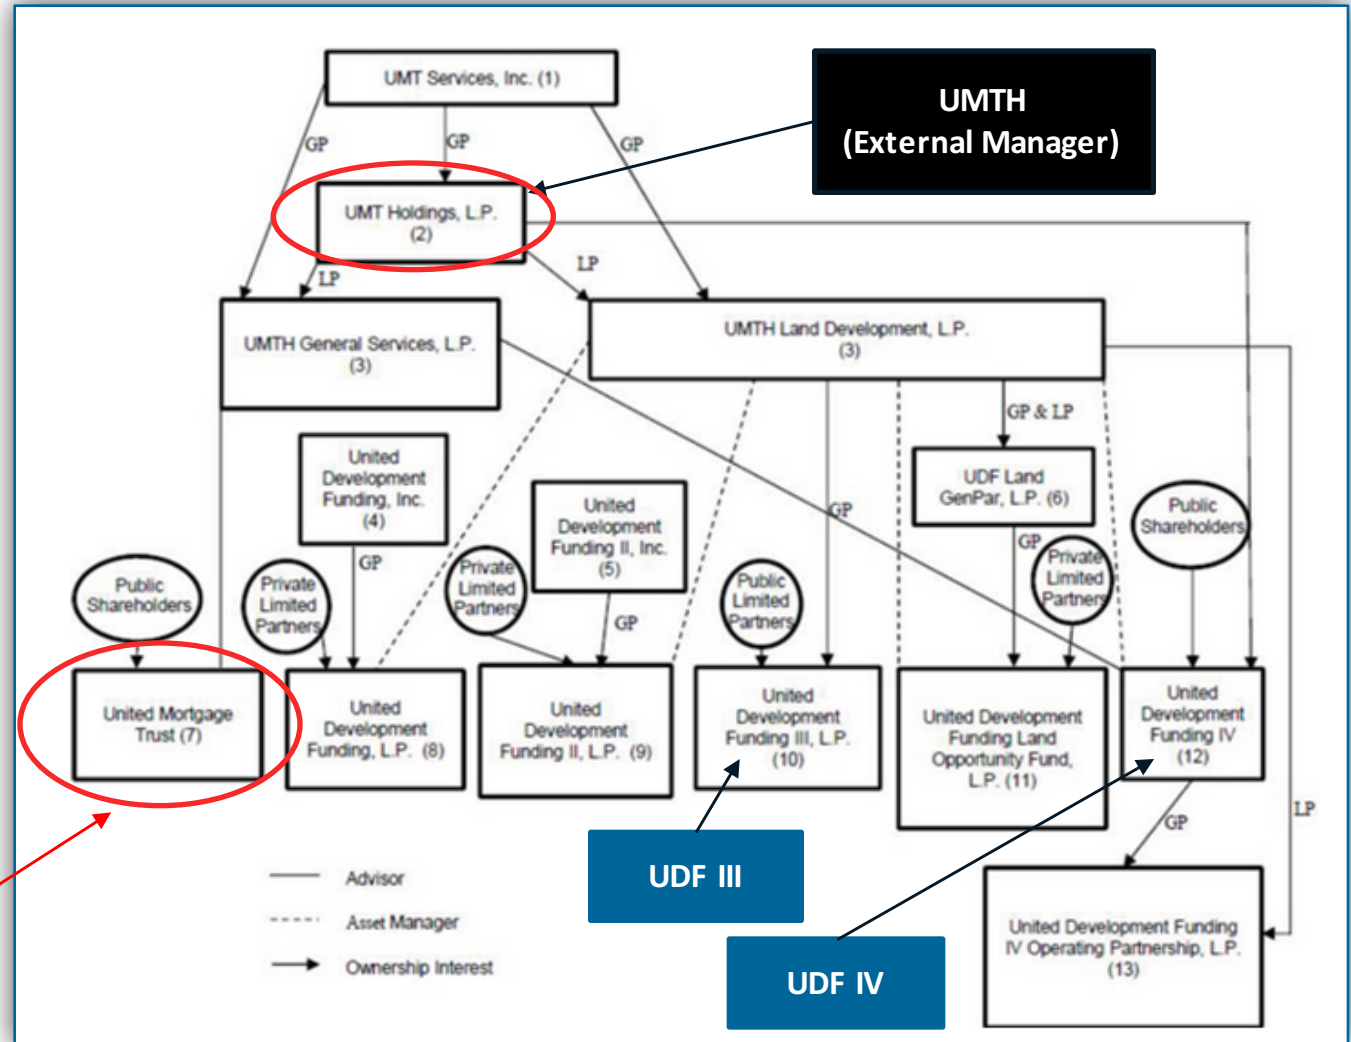 UMT Services, Inc. (1)
UMTH
(External Manager)
GP
GP
GP
UMT Holdings, L.P.
(2)
LP
LP
UMTH General Services, L.P.
(3)
UMTH Land Development, L.P.
(3)
GP & LP
United
Development
Funding, Inc.
(4)
UDF Land
GenPar, L.P. (6)
United
Development
Funding II, Inc.
(5)
Public
Shareholders
GP
GP
GP
Public
Shareholders
Private
Limited
Partners
Private
Limited
Partners
Public
Limited
Partners
Private
Limited
Partners
GP
United Mortgage
Trust (7)
United
Development
Funding, L.P. (8)
United
Development
Funding II, L.P. (9)
United
Development
Funding III, L.P.
(10)
United Development
Funding Land
Opportunity Fund,
L.P. (11)
United
Development
Funding IV
(12)
GP
LP
UDF III
Advisor
Asset Manager
Ownership Interest
UDF IV
United Development Funding
IV Operating Partnership, L.P.
(13)